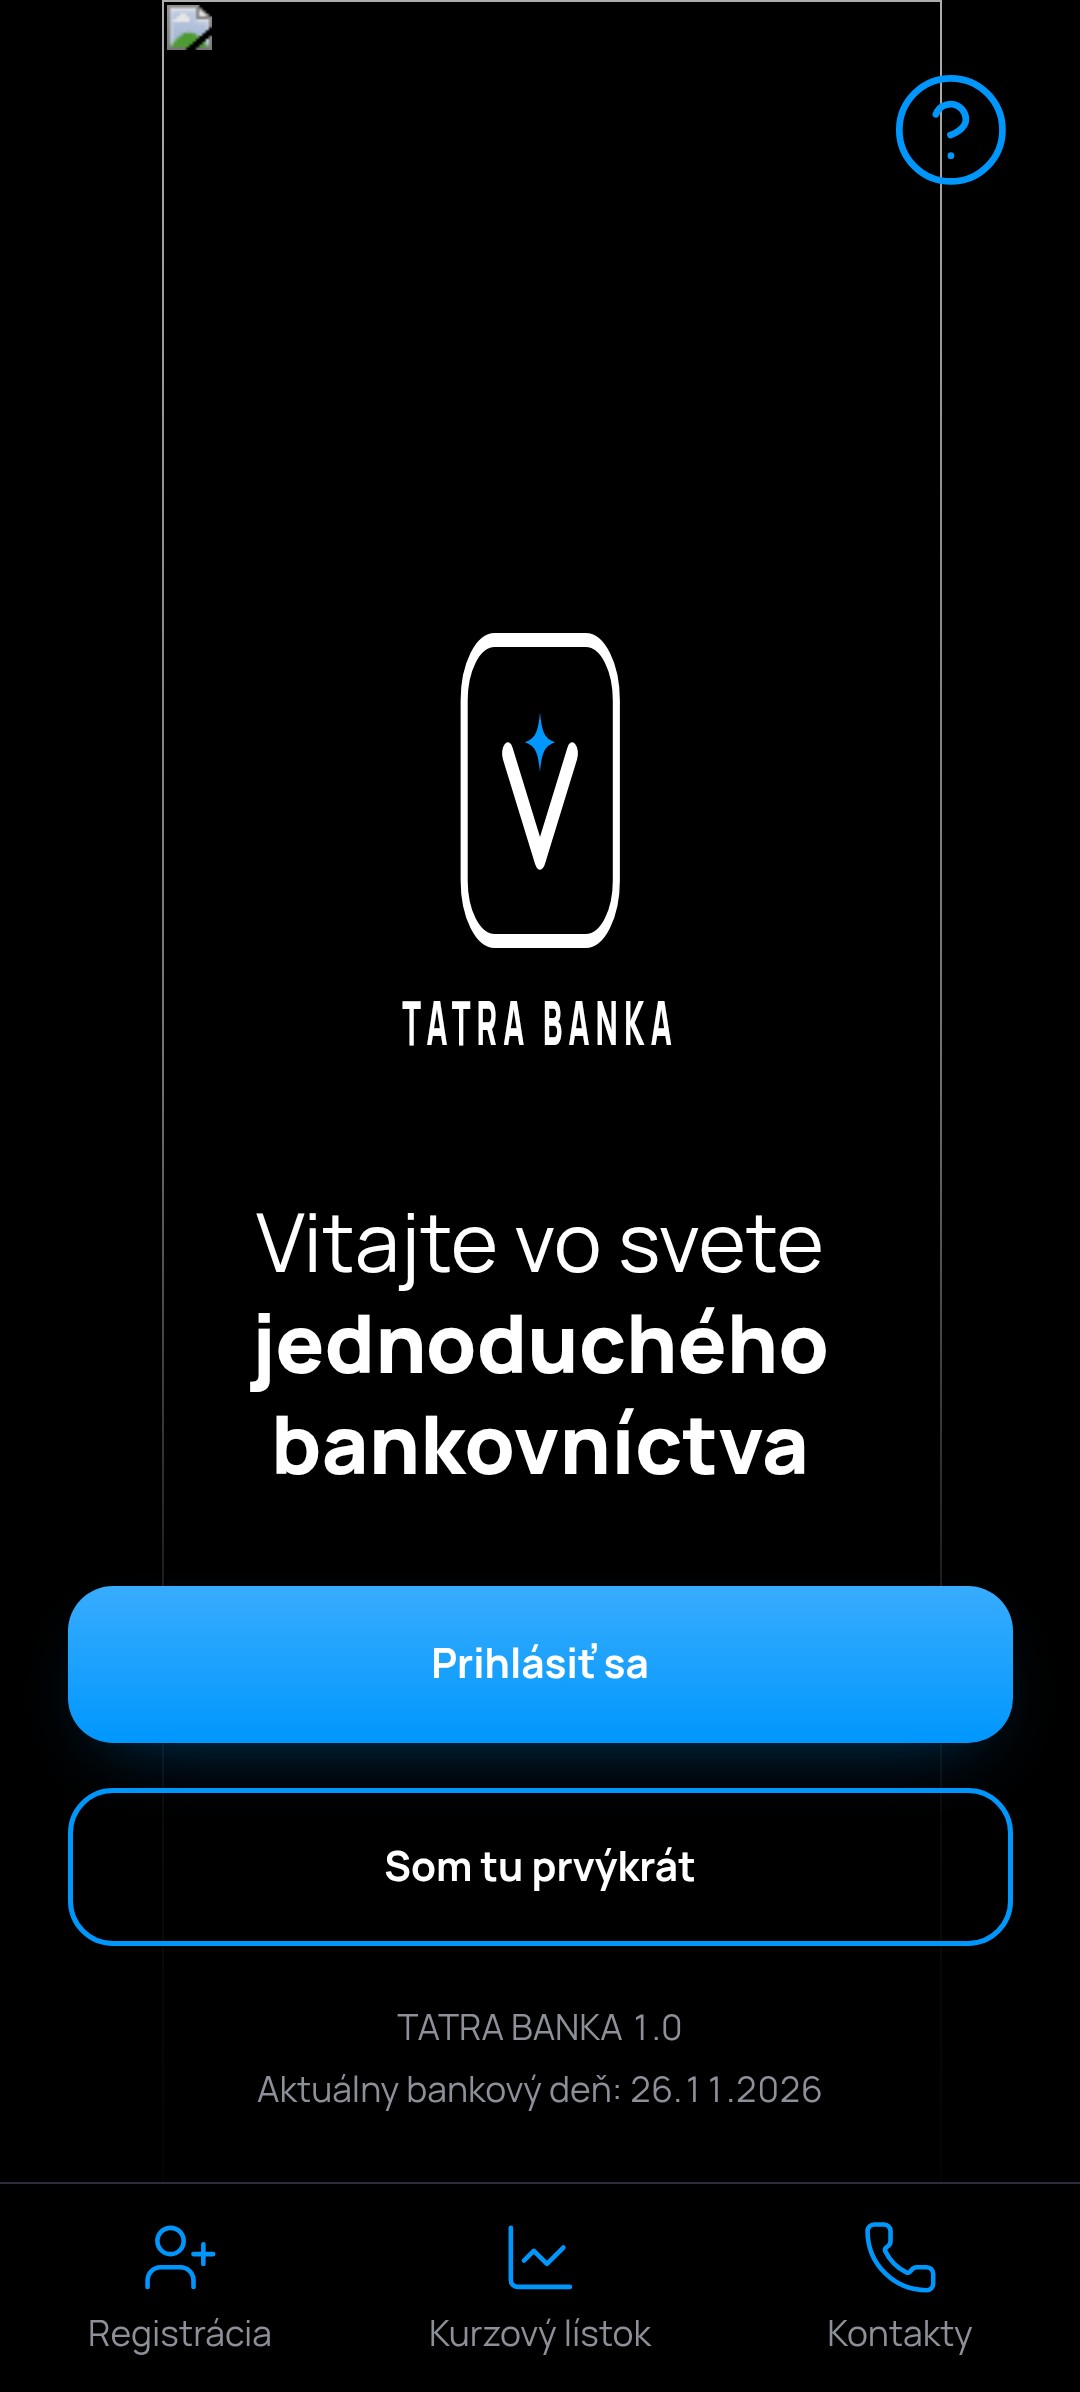 TATRA BANKA
Vitajte vo svete
jednoduchého
bankovníctva
Prihlásiť sa
Som tu prvýkrát
TATRA BANKA 1.0
Aktuálny bankový deň: 26.11.2026
Registrácia
Kurzový lístok
Kontakty